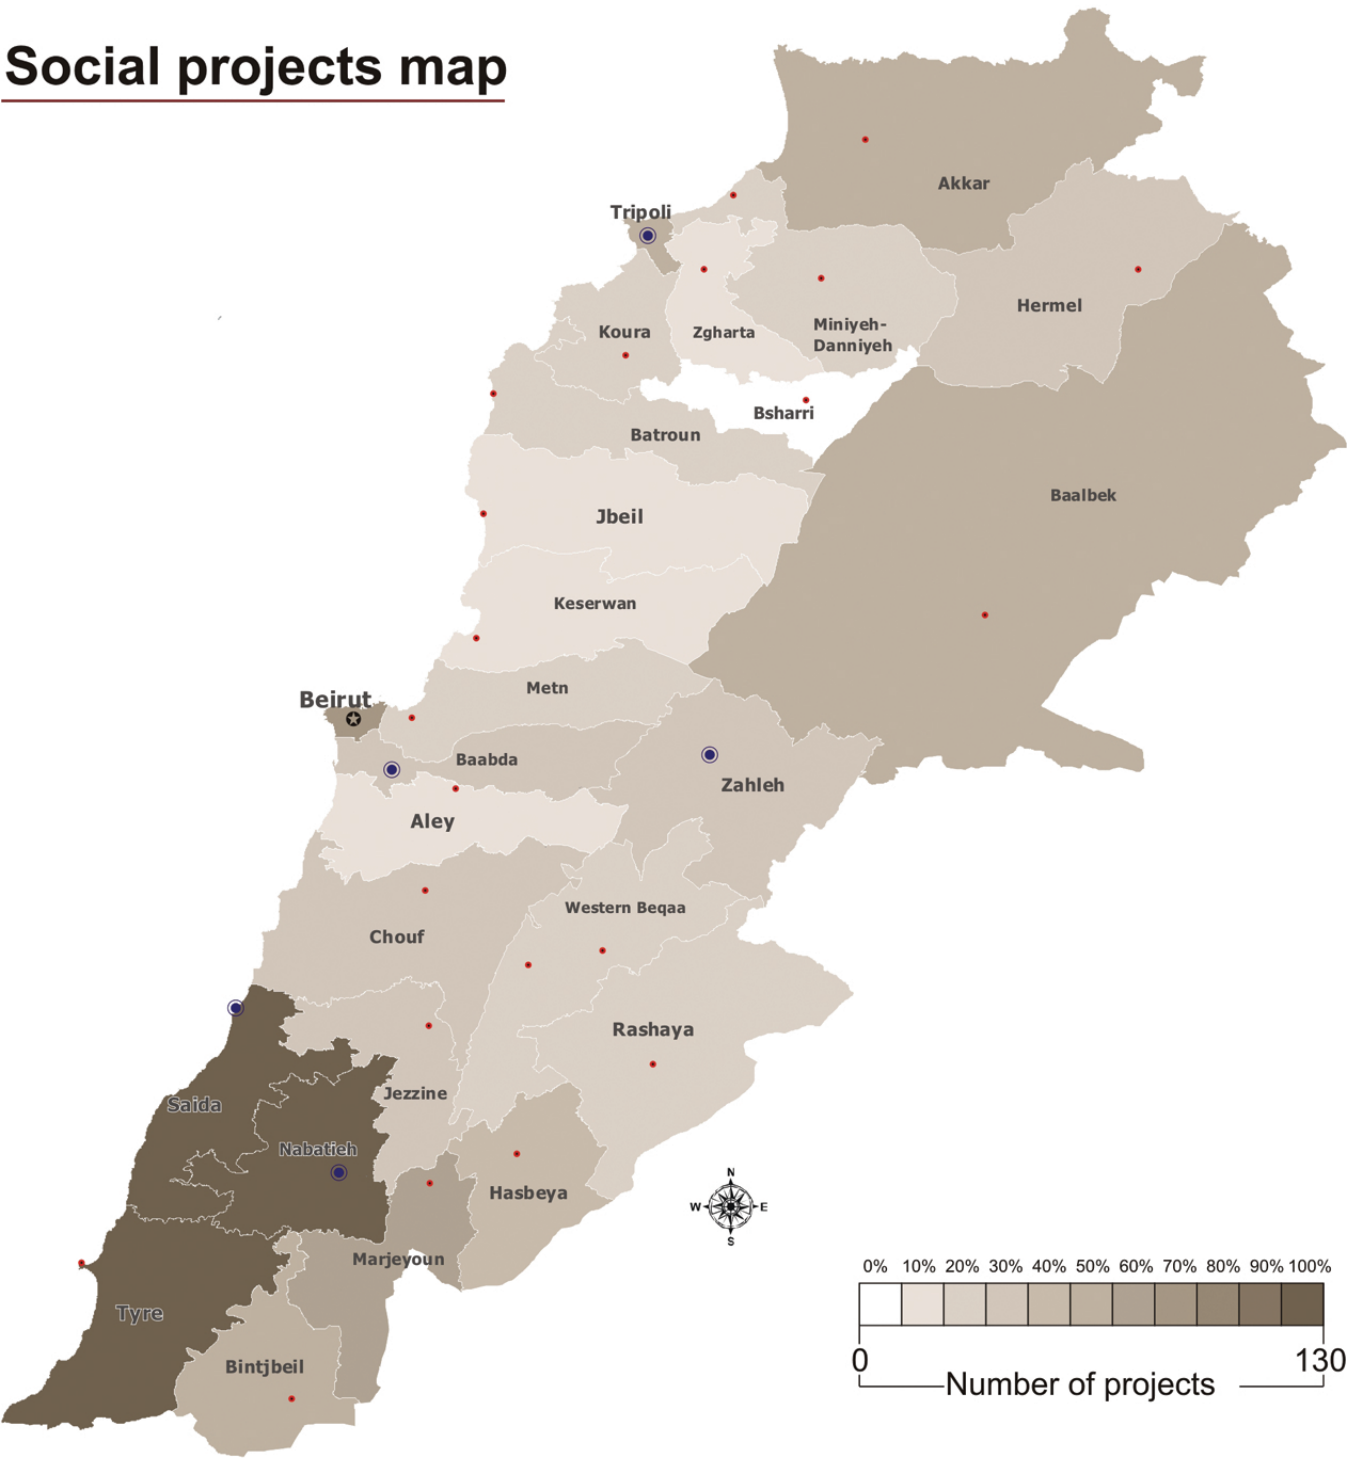 Social projects map
Akkar
Tripoli
Hermel
Koura
Zgharta
Miniyeh-
Danniyeh
Bsharri
Batroun
Baalbek
Jbeil
Keserwan
Metn
Beirut
Baabda
Zahleh
Aley
Western Beqaa
Chouf
Rashaya
Jezzine
Saida
Nabatieh
Hasbeya
N
W E
S
Marjeyoun
Tyre
Bintjbeil
0% 10% 20% 30% 40% 50% 60% 70% 80% 90% 100%
0 130
Number of projects